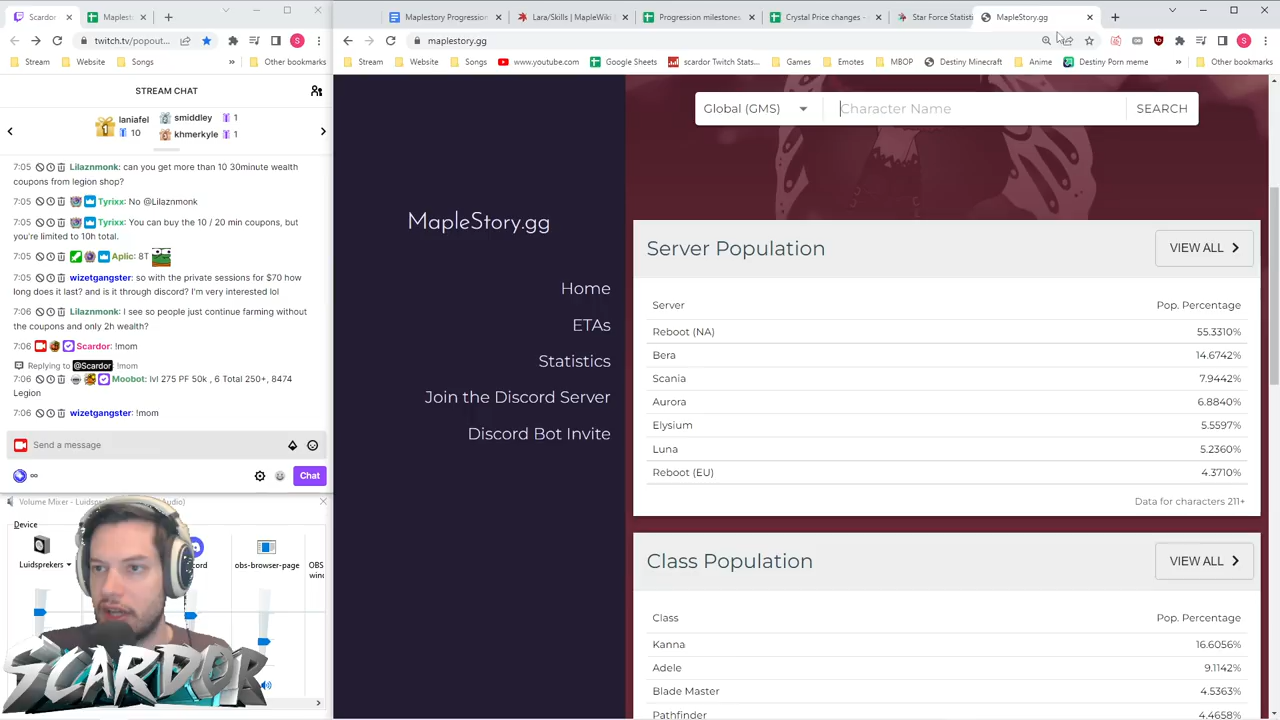 Scardor
Maplest
twitch.tv/popout...
Stream
Website
Songs
Other bookmarks
STREAM CHAT
laniafel
10
smiddley 1
khmerkyle 1
7:05 Lilaznmonk: can you get more than 10 30minute wealth
coupons from legion shop?
7:05 Tyrixx: No @Lilaznmonk
7:05 Tyrixx: You can buy the 10 / 20 min coupons, but
you're limited to 10h total.
7:05 Aplic: 8T
7:05 wizetgangster: so with the private sessions for $70 how
long does it last? and is it through discord? I'm very interested lol
7:06 Lilaznmonk: I see so people just continue farming without
the coupons and only 2h wealth?
7:06 Scardor: !mom
Replying to @Scardor: !mom
7:06 Moobot: lvl 275 PF 50k , 6 Total 250+, 8474
Legion
7:06 wizetgangster: !mom
Send a message
Chat
Volume Mixer - Luidspreke
Audio)
Device
Luidsprekers
cord
obs-browser-page
OBS
wind
SCARDOR
Maplestory Progression
Lara/Skills | MapleWiki
Progression milestones
Crystal Price changes -
Star Force Statisti
MapleStory.gg
maplestory.gg
Stream
Website
Songs
www.youtube.com
Google Sheets
scardor Twitch Stats...
Games
Emotes
MBOP
Destiny Minecraft
Anime
Destiny Porn meme
Other bookmarks
Global (GMS)
Character Name
SEARCH
MapleStory.gg
Home
ETAs
Statistics
Join the Discord Server
Discord Bot Invite
Server Population
VIEW ALL
Server Pop. Percentage
Reboot (NA) 55.3310%
Bera 14.6742%
Scania 7.9442%
Aurora 6.8840%
Elysium 5.5597%
Luna 5.2360%
Reboot (EU) 4.3710%
Data for characters 211+
Class Population
VIEW ALL
Class Pop. Percentage
Kanna 16.6056%
Adele 9.1142%
Blade Master 4.5363%
Pathfinder 4.4658%